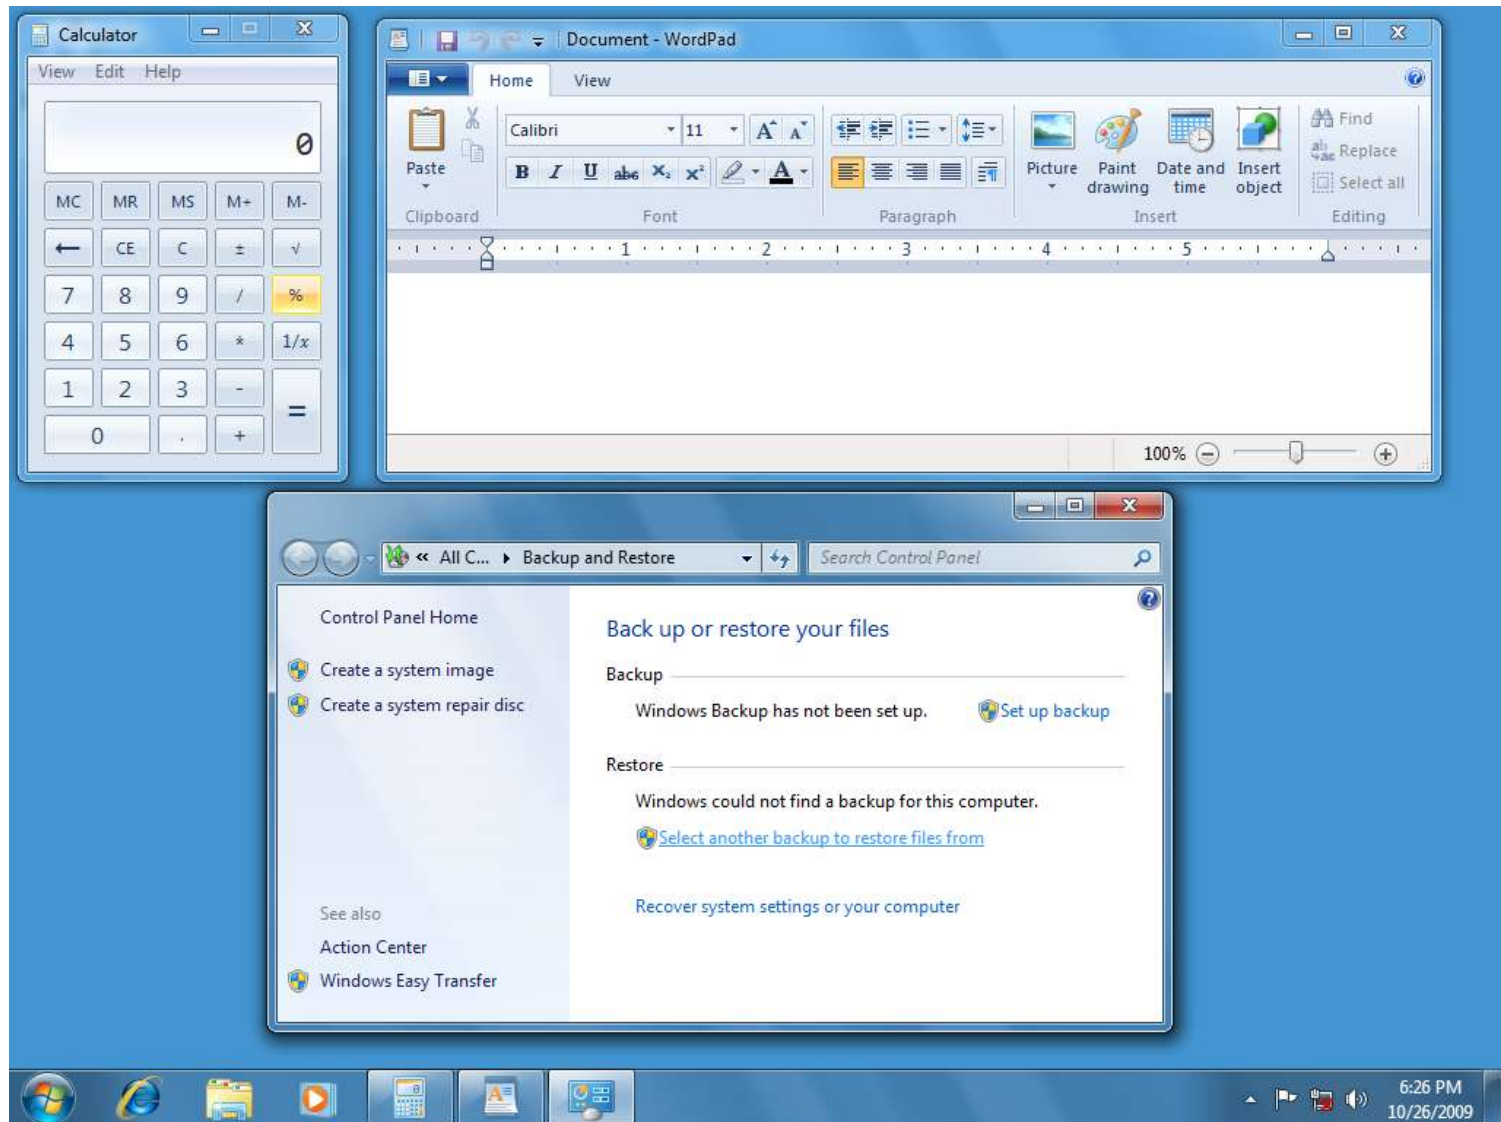 Calculator
View Edit Help
0
MC MR MS M+ M-
← CE C ± √
7 8 9 / %
4 5 6 * 1/x
1 2 3 - =
0 . +
Document - WordPad
Home View
Calibri 11 A A
Paste B I U abc X₂ x² A
Picture Paint drawing Date and time Insert object
Find
Replace
Select all
Clipboard Font Paragraph Insert Editing
1 2 3 4 5
100%
« All C... Backup and Restore Search Control Panel
Control Panel Home
Create a system image
Create a system repair disc
See also
Action Center
Windows Easy Transfer
Back up or restore your files
Backup
Windows Backup has not been set up. Set up backup
Restore
Windows could not find a backup for this computer.
Select another backup to restore files from
Recover system settings or your computer
6:26 PM
10/26/2009